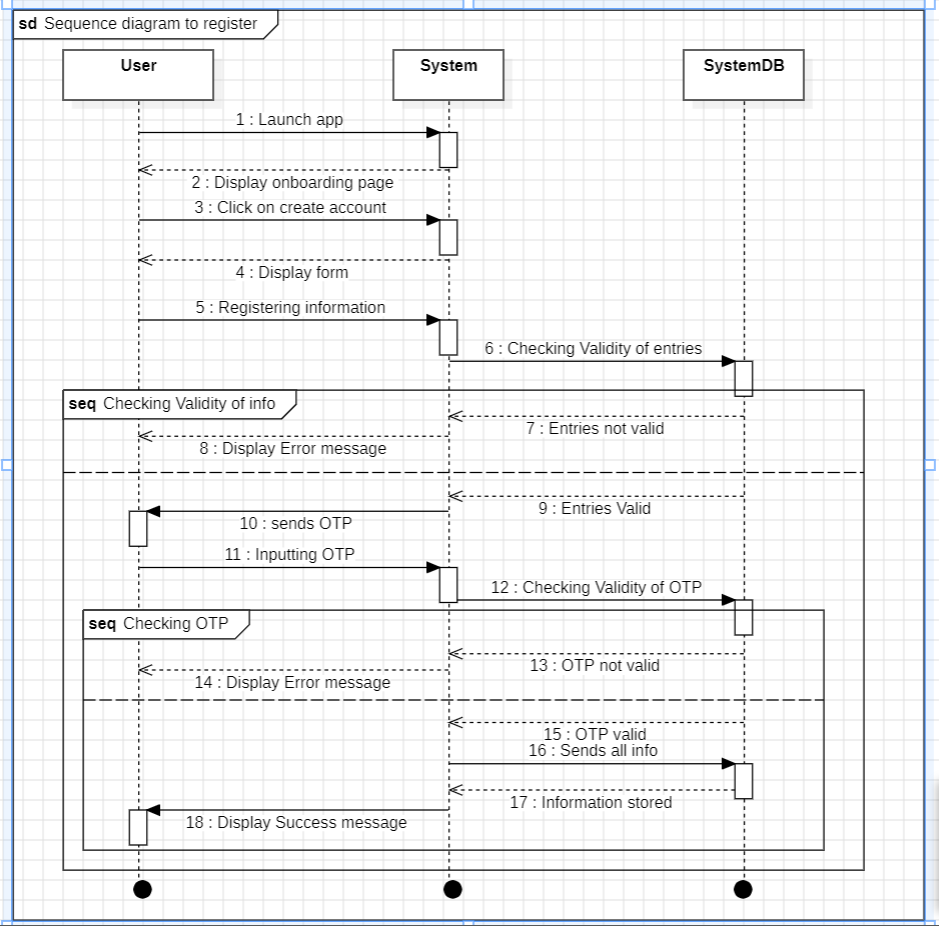 sd Sequence diagram to register
User
System
SystemDB
1 : Launch app
2 : Display onboarding page
3 : Click on create account
4 : Display form
5 : Registering information
6 : Checking Validity of entries
seq Checking Validity of info
7 : Entries not valid
8 : Display Error message
9 : Entries Valid
10 : sends OTP
11 : Inputting OTP
12 : Checking Validity of OTP
seq Checking OTP
13 : OTP not valid
14 : Display Error message
15 : OTP valid
16 : Sends all info
17 : Information stored
18 : Display Success message